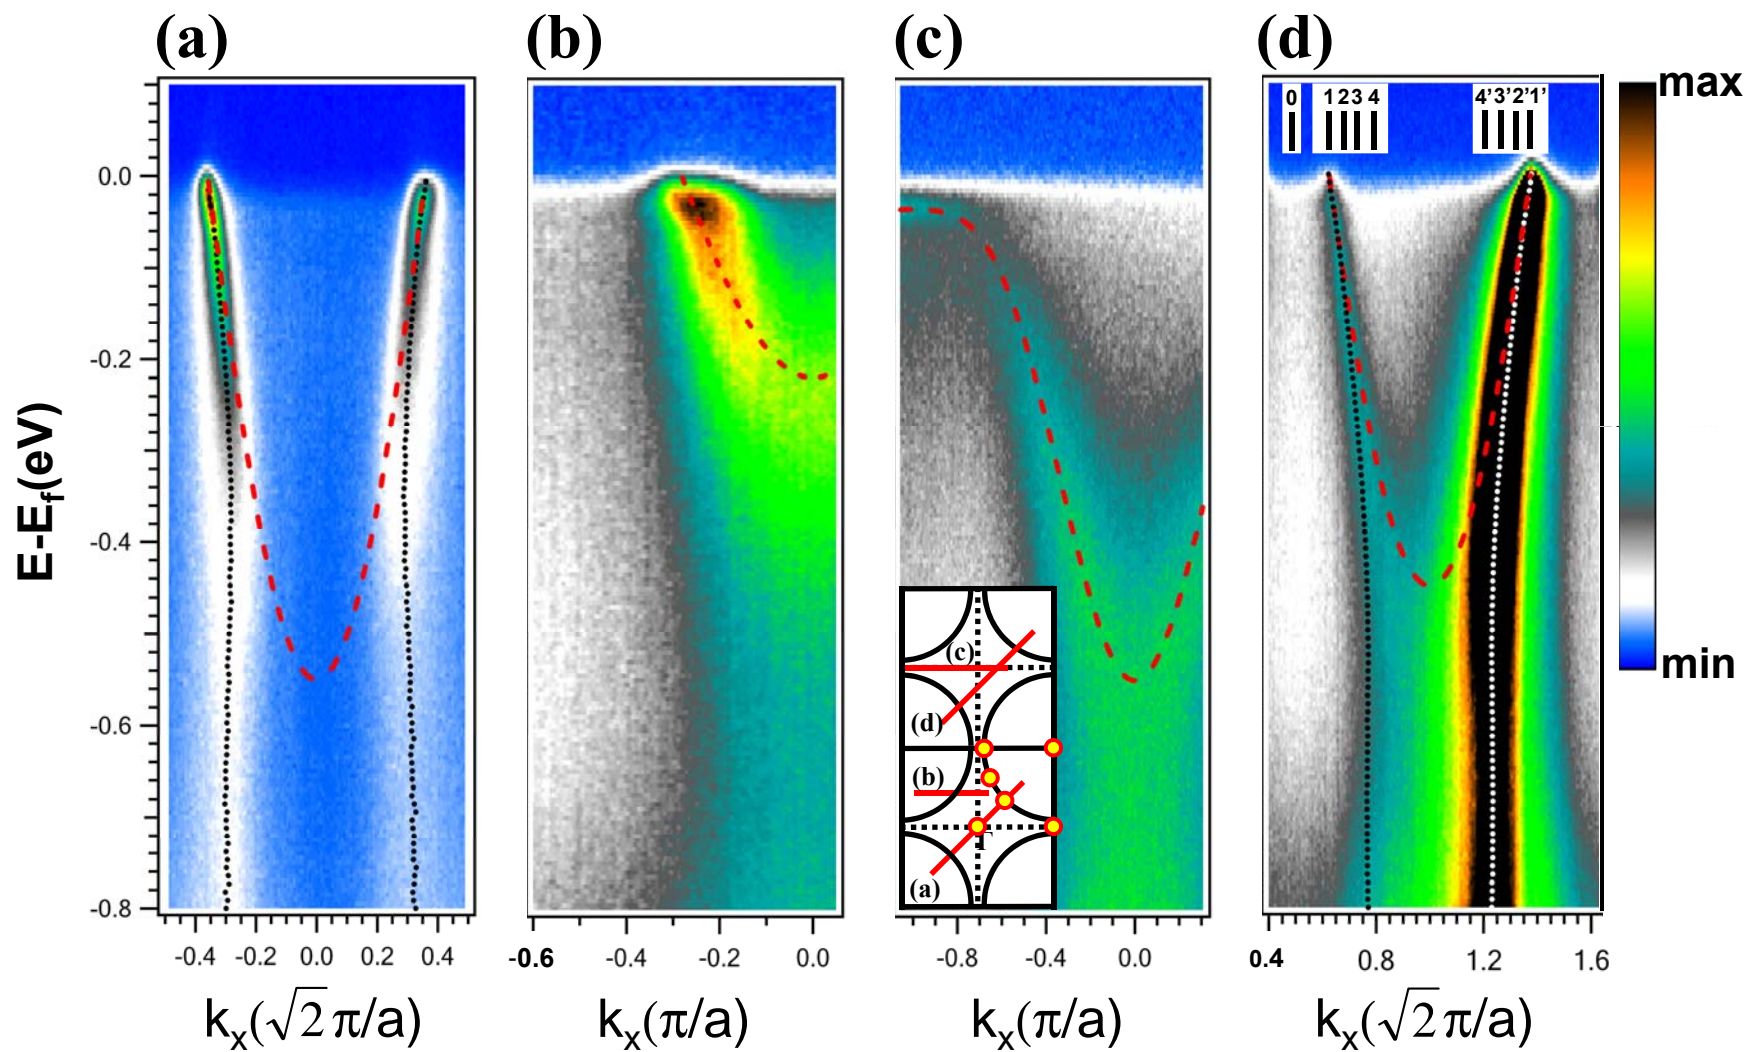 (a) (b) (c) (d)
max
0 1 2 3 4 4' 3' 2' 1'
0.0
-0.2
-0.4
-0.6
-0.8
E-E_f(eV)
(c)
(d)
(b)
Γ
(a)
min
-0.4 -0.2 0.0 0.2 0.4
-0.6 -0.4 -0.2 0.0
-0.8 -0.4 0.0
0.4 0.8 1.2 1.6
k_x(√2π/a)
k_x(π/a)
k_x(π/a)
k_x(√2π/a)